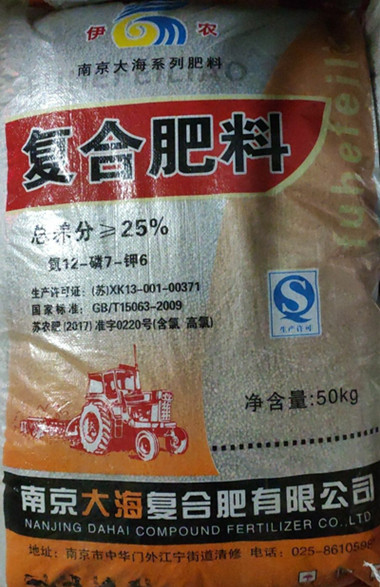 伊农
南京大海系列肥料
复合肥料
fuhefeiliao
总养分≥25%
氮12-磷7-钾6
生产许可证: (苏)XK13-001-00371
国家标准: GB/T15063-2009
苏农肥(2017)准字0220号(含氯 高氯)
生产许可
净含量:50kg
南京大海复合肥有限公司
NANJING DAHAI COMPOUND FERTILIZER CO.,LTD
地址: 南京市中华门外江宁街道清修 电话: 025-8610598